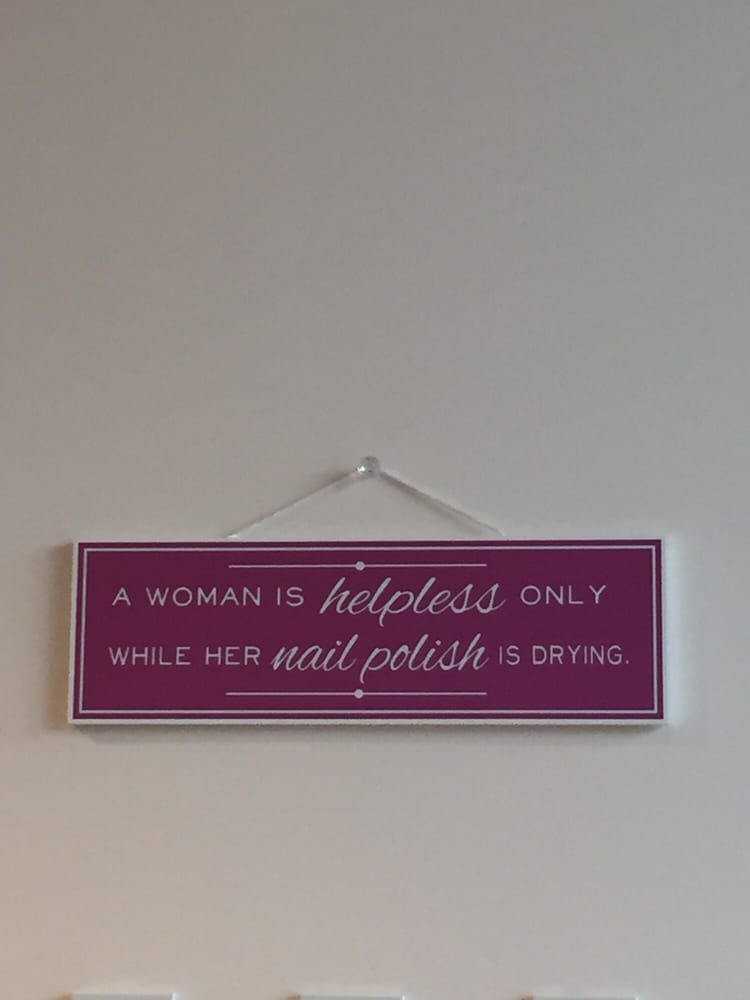 A WOMAN IS helpless ONLY
WHILE HER nail polish IS DRYING.